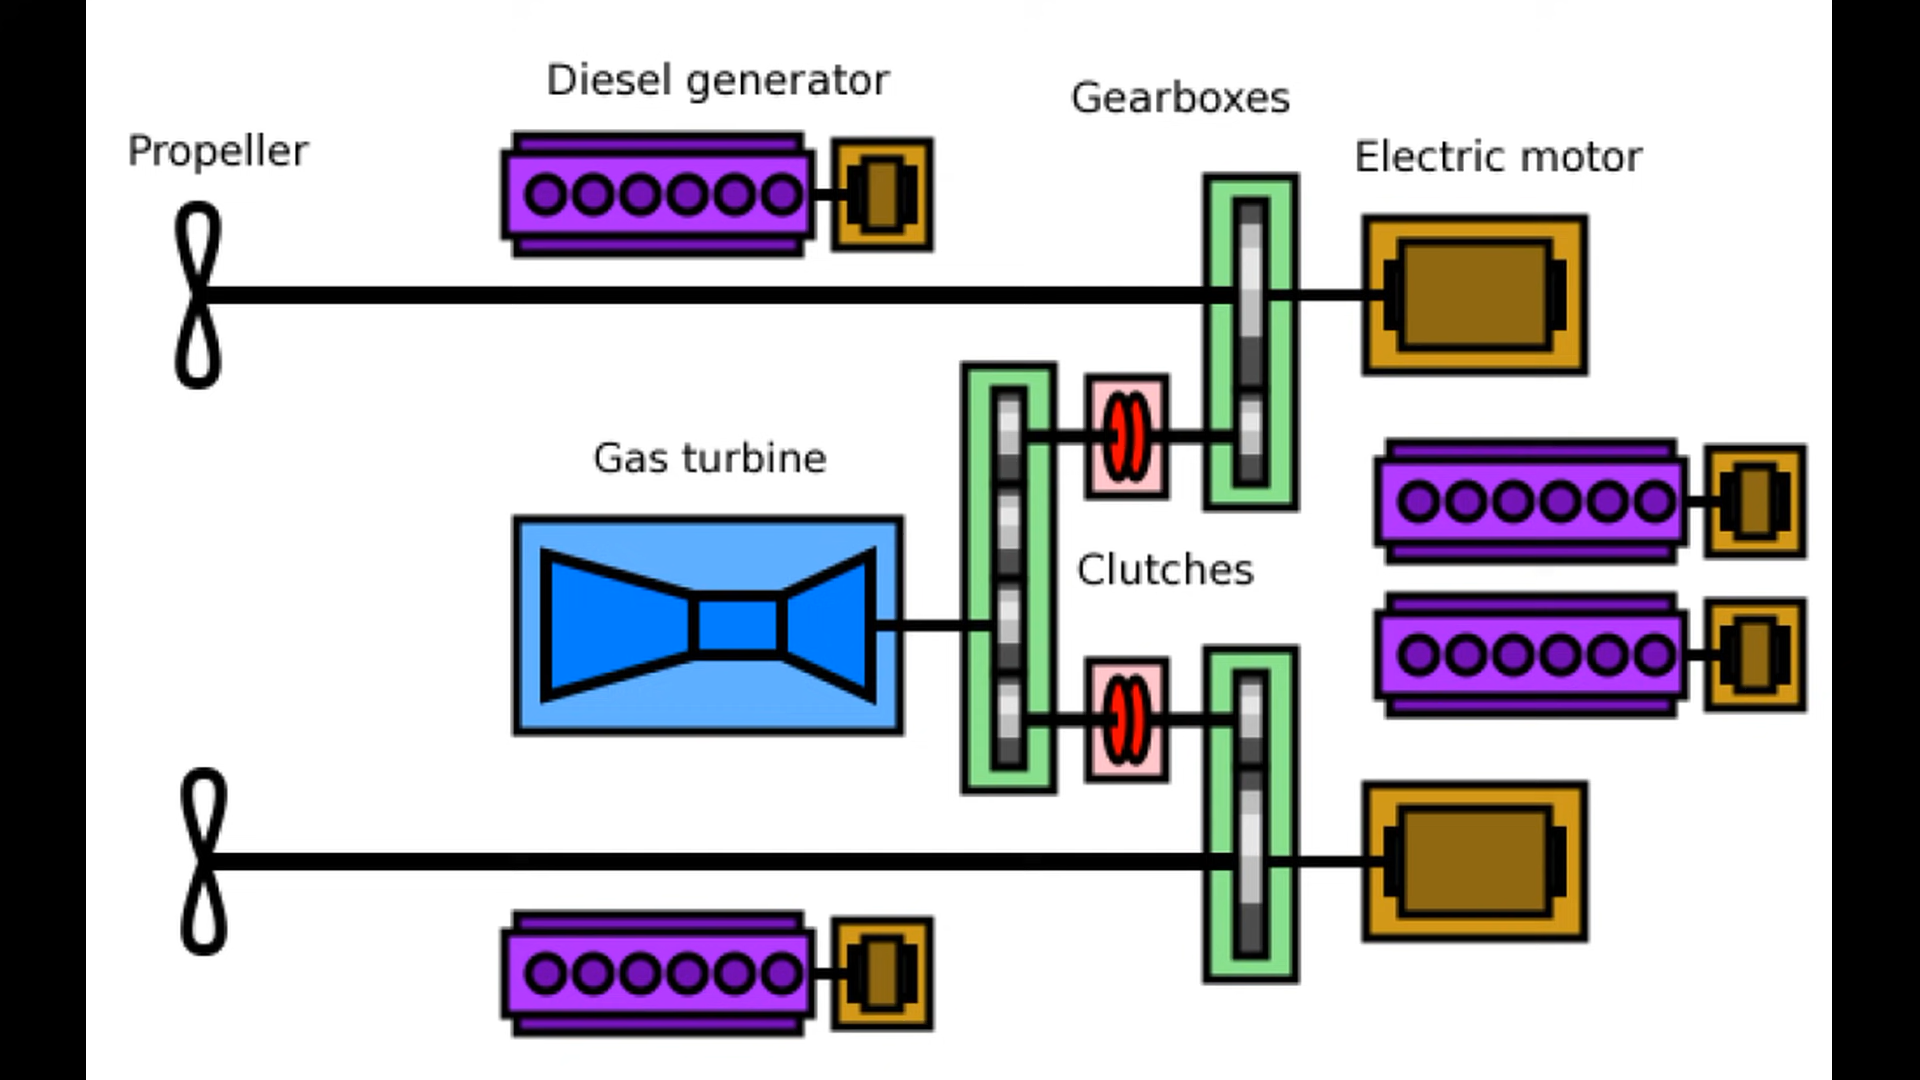 Diesel generator
Gearboxes
Propeller
Electric motor
Gas turbine
Clutches